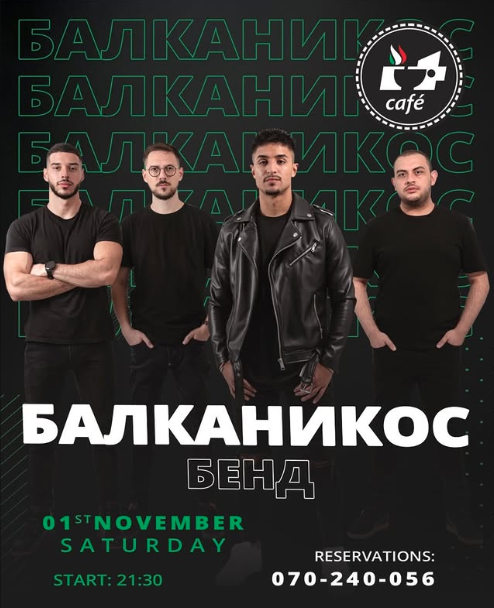 БАЛКАНИКОС
БАЛКАНИКОС
БАЛКАНИКОС
БАЛКАНИКОС
café
БАЛКАНИКОС
БЕНД
01ST NOVEMBER
SATURDAY
START: 21:30
RESERVATIONS:
070-240-056